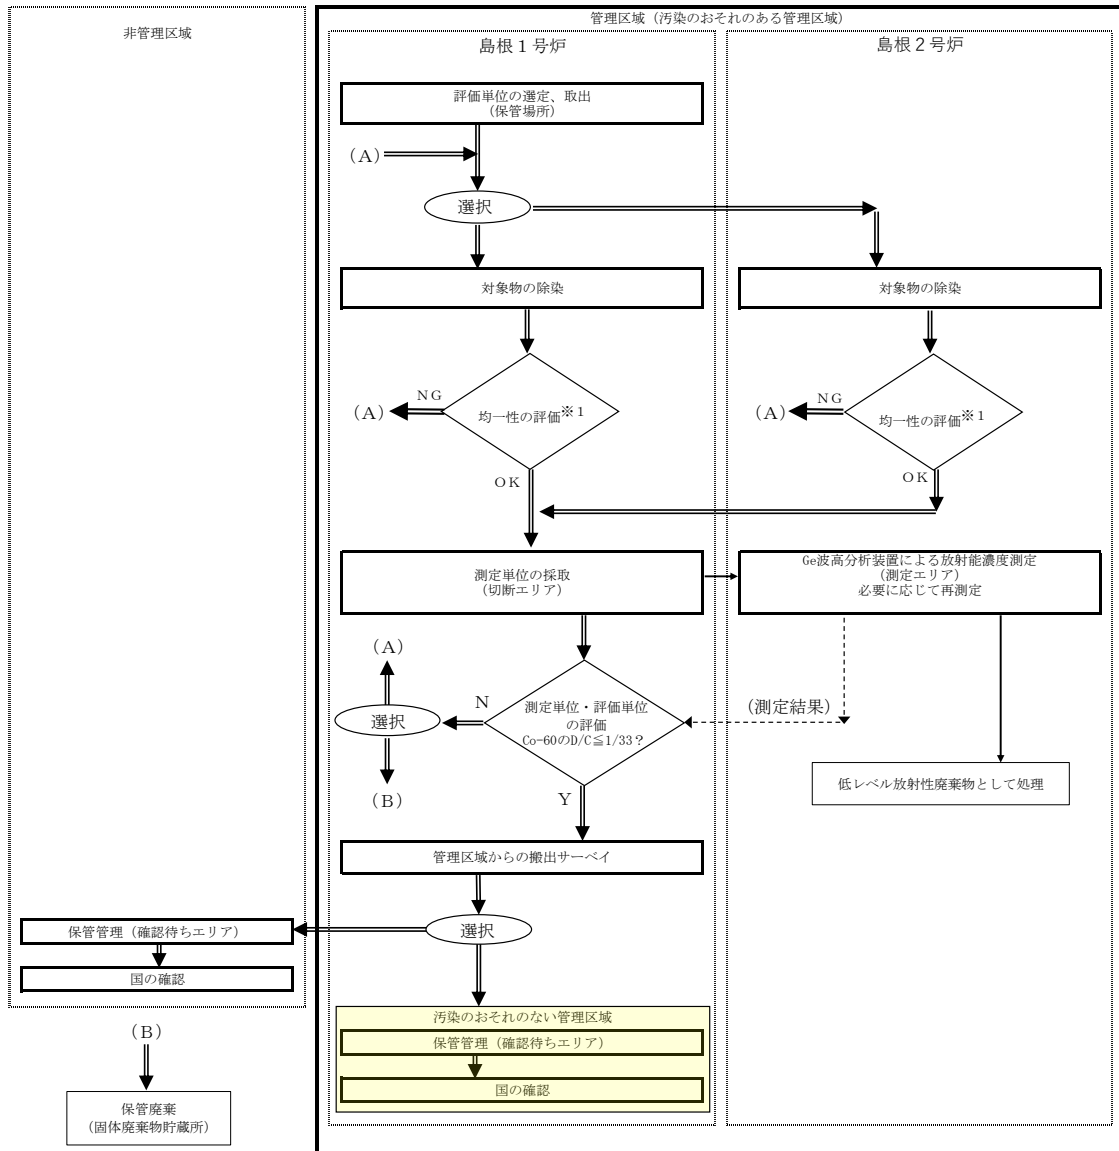 管理区域（汚染のおそれのある管理区域）
非管理区域
島根１号炉
島根２号炉
評価単位の選定、取出
（保管場所）
（A）
選択
対象物の除染
対象物の除染
NG
（A）
均一性の評価※１
NG
（A）
均一性の評価※１
OK
OK
測定単位の採取
（切断エリア）
Ge波高分析装置による放射能濃度測定
（測定エリア）
必要に応じて再測定
（A）
N
選択
測定単位・評価単位
の評価
Co-60のD/C≦1/33？
（測定結果）
（B）
Y
低レベル放射性廃棄物として処理
管理区域からの搬出サーベイ
選択
保管管理（確認待ちエリア）
国の確認
汚染のおそれのない管理区域
保管管理（確認待ちエリア）
国の確認
（B）
保管廃棄
（固体廃棄物貯蔵所）